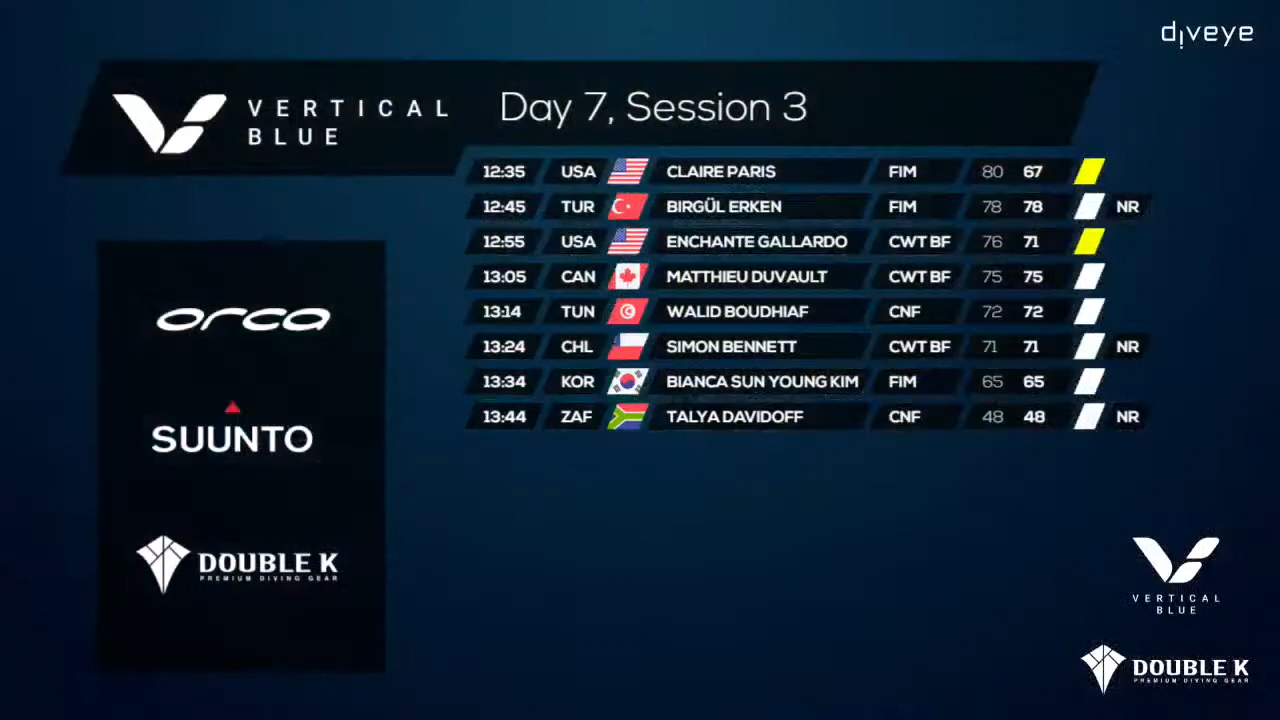 diveye
VERTICAL
BLUE
Day 7, Session 3
12:35 USA CLAIRE PARIS FIM 80 67
12:45 TUR BIRGÜL ERKEN FIM 78 78 NR
12:55 USA ENCHANTE GALLARDO CWT BF 76 71
13:05 CAN MATTHIEU DUVAULT CWT BF 75 75
13:14 TUN WALID BOUDHIAF CNF 72 72
13:24 CHL SIMON BENNETT CWT BF 71 71 NR
13:34 KOR BIANCA SUN YOUNG KIM FIM 65 65
13:44 ZAF TALYA DAVIDOFF CNF 48 48 NR
orca
SUUNTO
DOUBLE K
PREMIUM DIVING GEAR
VERTICAL
BLUE
DOUBLE K
PREMIUM DIVING GEAR